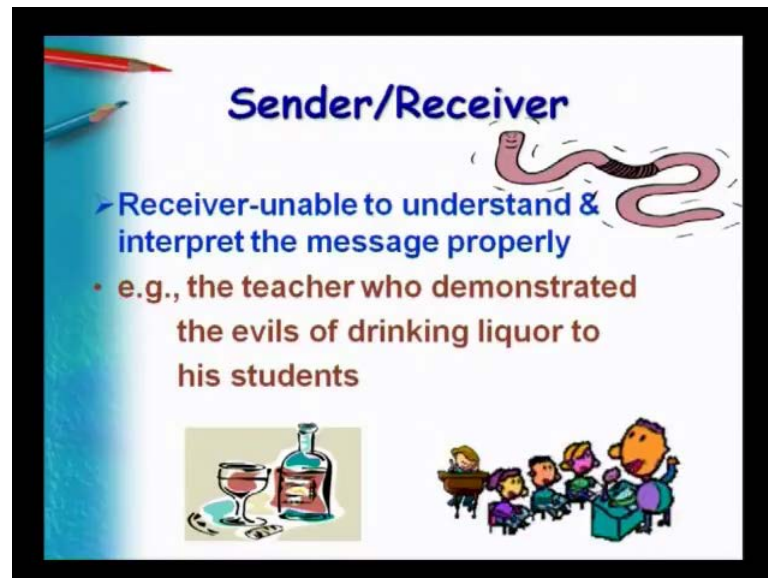 Sender/Receiver
➢Receiver-unable to understand &
interpret the message properly
• e.g., the teacher who demonstrated
the evils of drinking liquor to
his students